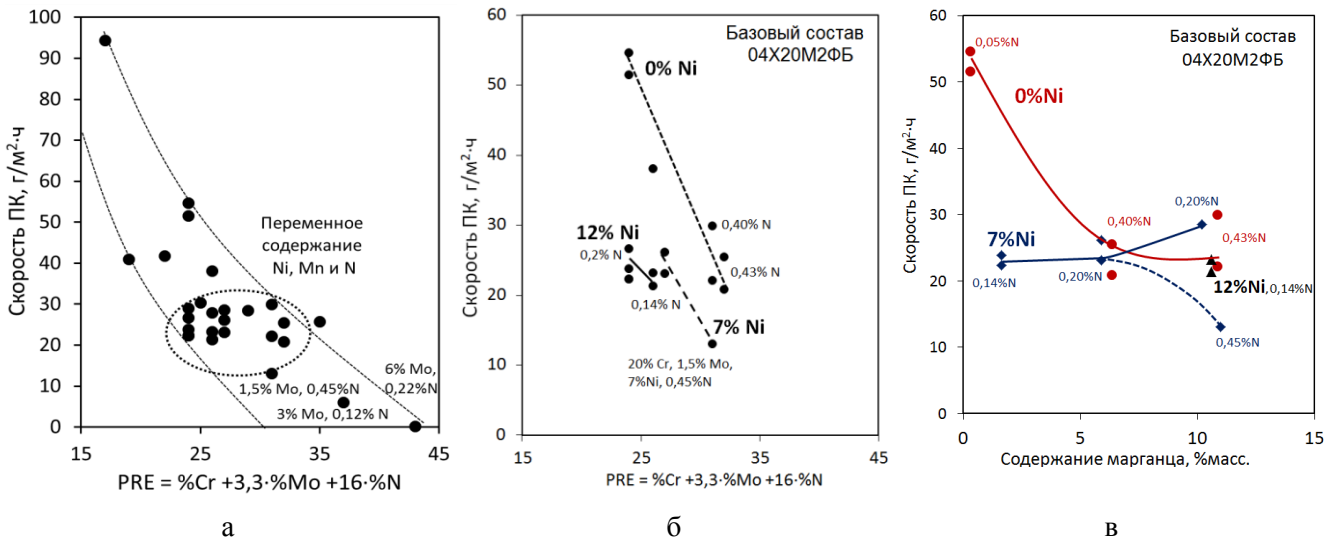 Скорость ПК, г/м²·ч
100
90
80
70
60
50
40
30
20
10
0
15
25
35
45
PRE = %Cr +3,3·%Mo +16·%N
Переменное
содержание
Ni, Mn и N
6% Mo,
0,22%N
1,5% Mo, 0,45%N
3% Mo, 0,12% N
а
Скорость ПК, г/м²·ч
60
50
40
30
20
10
0
15
25
35
45
PRE = %Cr +3,3·%Mo +16·%N
Базовый состав
04Х20М2ФБ
0% Ni
12% Ni
0,2% N
0,40% N
0,43% N
0,14% N
7% Ni
20% Cr, 1,5% Mo,
7%Ni, 0,45%N
б
Скорость ПК, г/м²·ч
60
50
40
30
20
10
0
0
5
10
15
Содержание марганца, %масс.
Базовый состав
04Х20М2ФБ
0,05%N
0%Ni
0,20%N
0,40%N
0,43%N
7%Ni
0,14%N
0,20%N
12%Ni,0,14%N
0,45%N
в